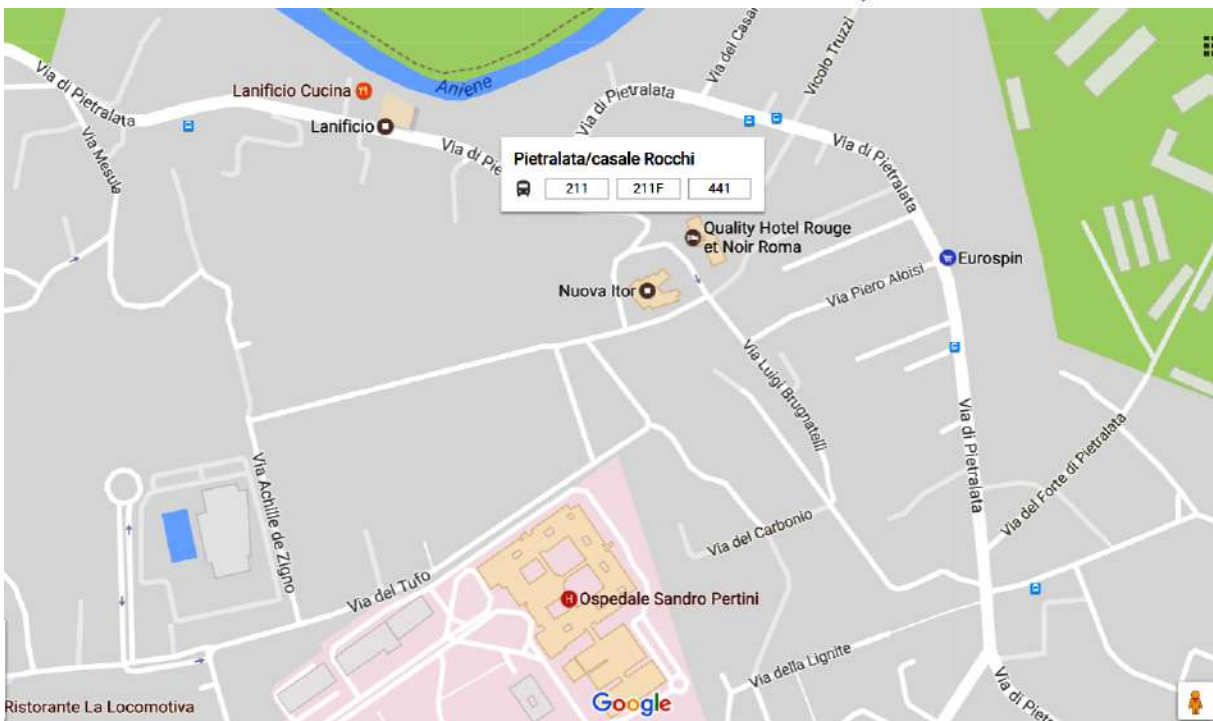 Via di Pietralata
Via Mesula
Lanificio Cucina
Lanificio
Aniene
Via di Pietralata
Via del Casal
Vicolo Truzzi
Via di Pie
Via di Pietralata
Pietralata/casale Rocchi
211 211F 441
Quality Hotel Rouge
et Noir Roma
Nuova Itor
Eurospin
Via Piero Aloisi
Via Luigi Brugnatelli
Via di Pietralata
Via del Forte di Pietralata
Via Achille de Zigno
Via del Carbonio
Via del Tufo
H
Ospedale Sandro Pertini
Via della Lignite
Via di Piet
Ristorante La Locomotiva
Google